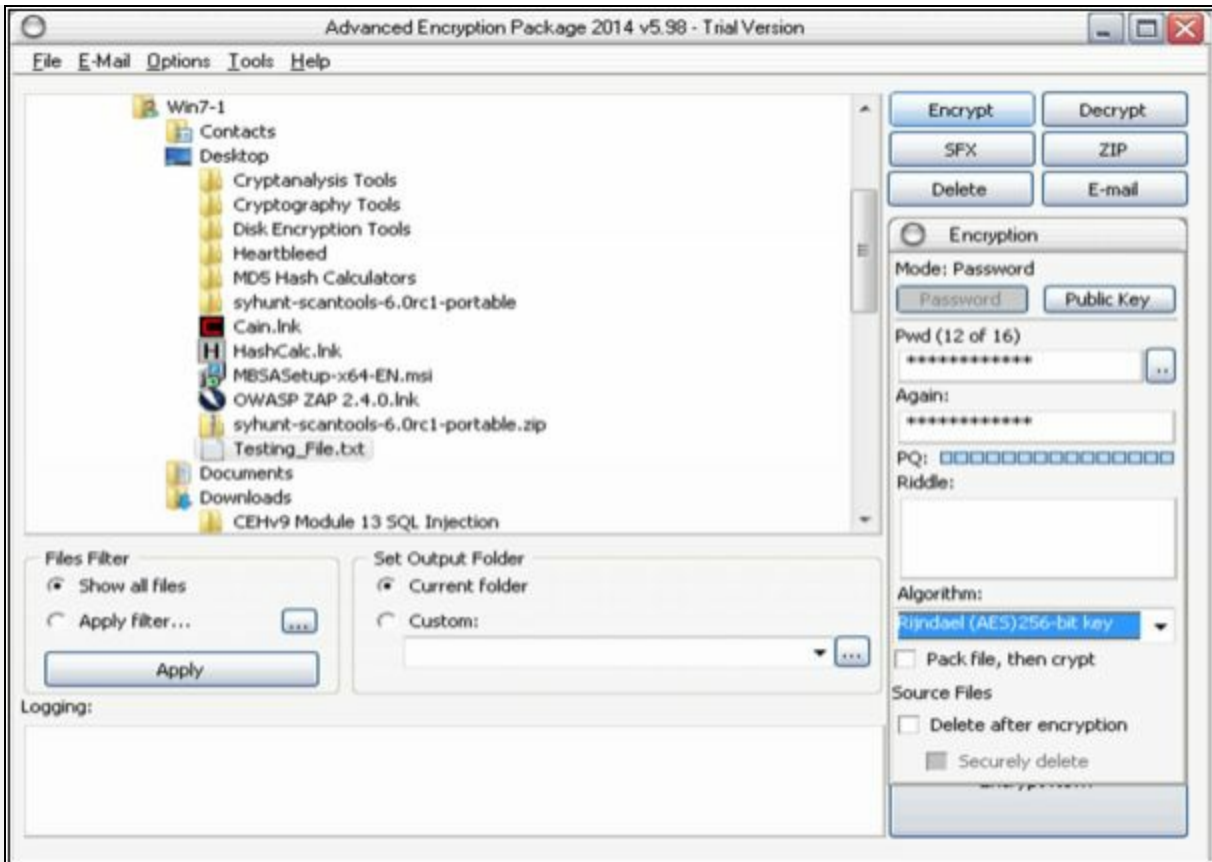 Advanced Encryption Package 2014 v5.98 - Trial Version
File E-Mail Options Tools Help
Win7-1
Contacts
Desktop
Cryptanalysis Tools
Cryptography Tools
Disk Encryption Tools
Heartbleed
MD5 Hash Calculators
syhunt-scantools-6.0rc1-portable
Cain.lnk
HashCalc.lnk
MBSASetup-x64-EN.msi
OWASP ZAP 2.4.0.lnk
syhunt-scantools-6.0rc1-portable.zip
Testing_File.txt
Documents
Downloads
CEHv9 Module 13 SQL Injection
Encrypt Decrypt
SFX ZIP
Delete E-mail
Encryption
Mode: Password
Password Public Key
Pwd (12 of 16)
************
..
Again:
************
PQ:
Riddle:
Algorithm:
Rijndael (AES)256-bit key
Pack file, then crypt
Source Files
Delete after encryption
Securely delete
Files Filter
Show all files
Apply filter... ...
Apply
Set Output Folder
Current folder
Custom:
...
Logging: